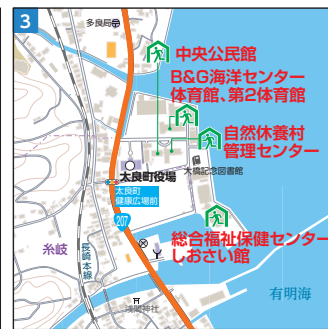 3
多良局
中央公民館
B&G海洋センター
体育館、第2体育館
自然休養村
管理センター
太良町役場
大橋記念図書館
太良町
健康広場前
207
総合福祉保健センター
しおさい館
糸岐
長崎本線
有明海